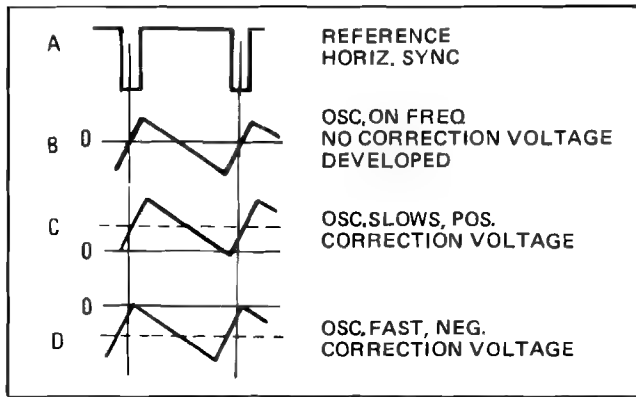 A
REFERENCE
HORIZ. SYNC
B
0
OSC. ON FREQ
NO CORRECTION VOLTAGE
DEVELOPED
C
0
OSC. SLOWS, POS.
CORRECTION VOLTAGE
0
D
OSC. FAST, NEG.
CORRECTION VOLTAGE